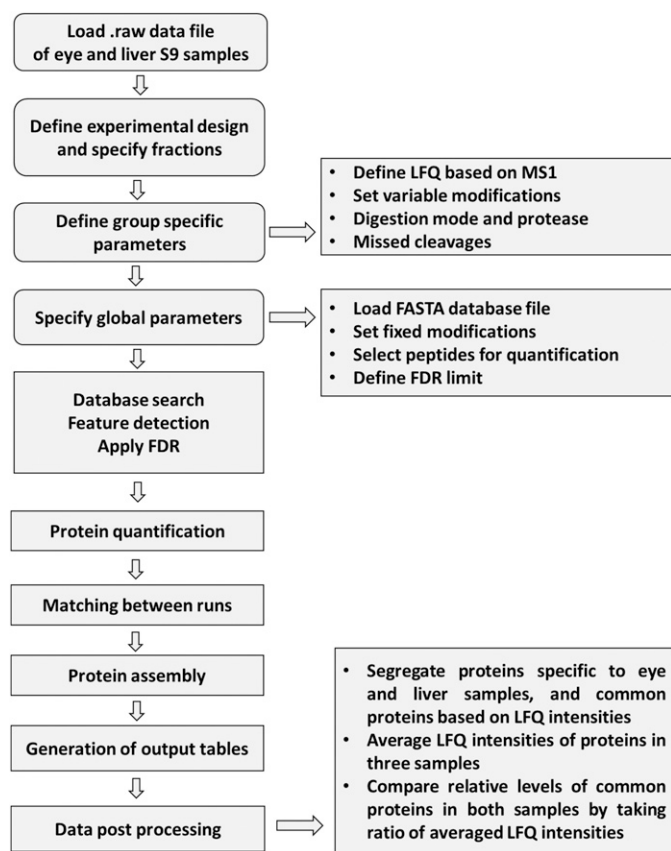 Load .raw data file
of eye and liver S9 samples
Define experimental design
and specify fractions
Define group specific
parameters
• Define LFQ based on MS1
• Set variable modifications
• Digestion mode and protease
• Missed cleavages
Specify global parameters
• Load FASTA database file
• Set fixed modifications
• Select peptides for quantification
• Define FDR limit
Database search
Feature detection
Apply FDR
Protein quantification
Matching between runs
Protein assembly
Generation of output tables
Data post processing
• Segregate proteins specific to eye
and liver samples, and common
proteins based on LFQ intensities
• Average LFQ intensities of proteins in
three samples
• Compare relative levels of common
proteins in both samples by taking
ratio of averaged LFQ intensities